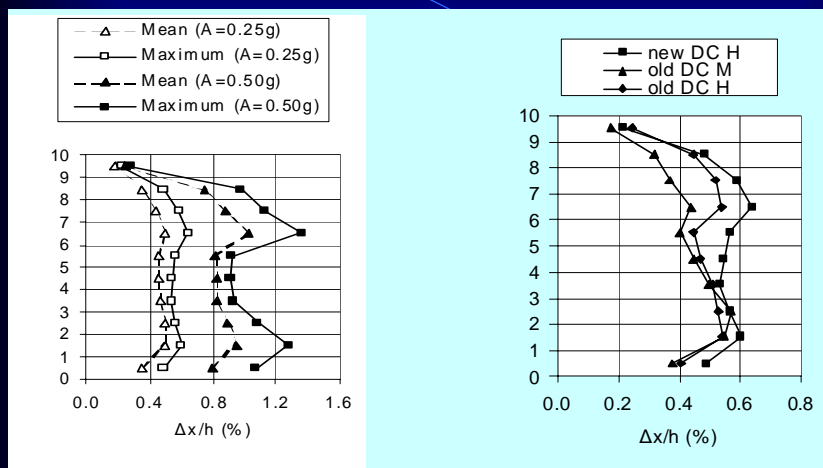 Mean (A=0.25g)
Maximum (A=0.25g)
Mean (A=0.50g)
Maximum (A=0.50g)
10
9
8
7
6
5
4
3
2
1
0
0.0 0.4 0.8 1.2 1.6
Δx/h (%)
new DC H
old DC M
old DC H
10
9
8
7
6
5
4
3
2
1
0
0.0 0.2 0.4 0.6 0.8
Δx/h (%)